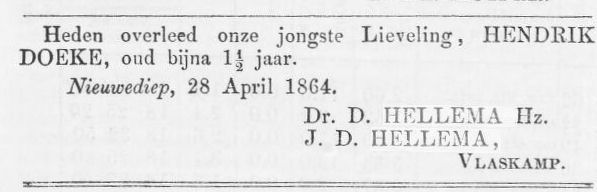 Heden overleed onze jongste Lieveling, HENDRIK
DOEKE, oud bijna 1½ jaar.
Nieuwediep, 28 April 1864.
Dr. D. HELLEMA Hz.
J. D. HELLEMA,
VLASKAMP.